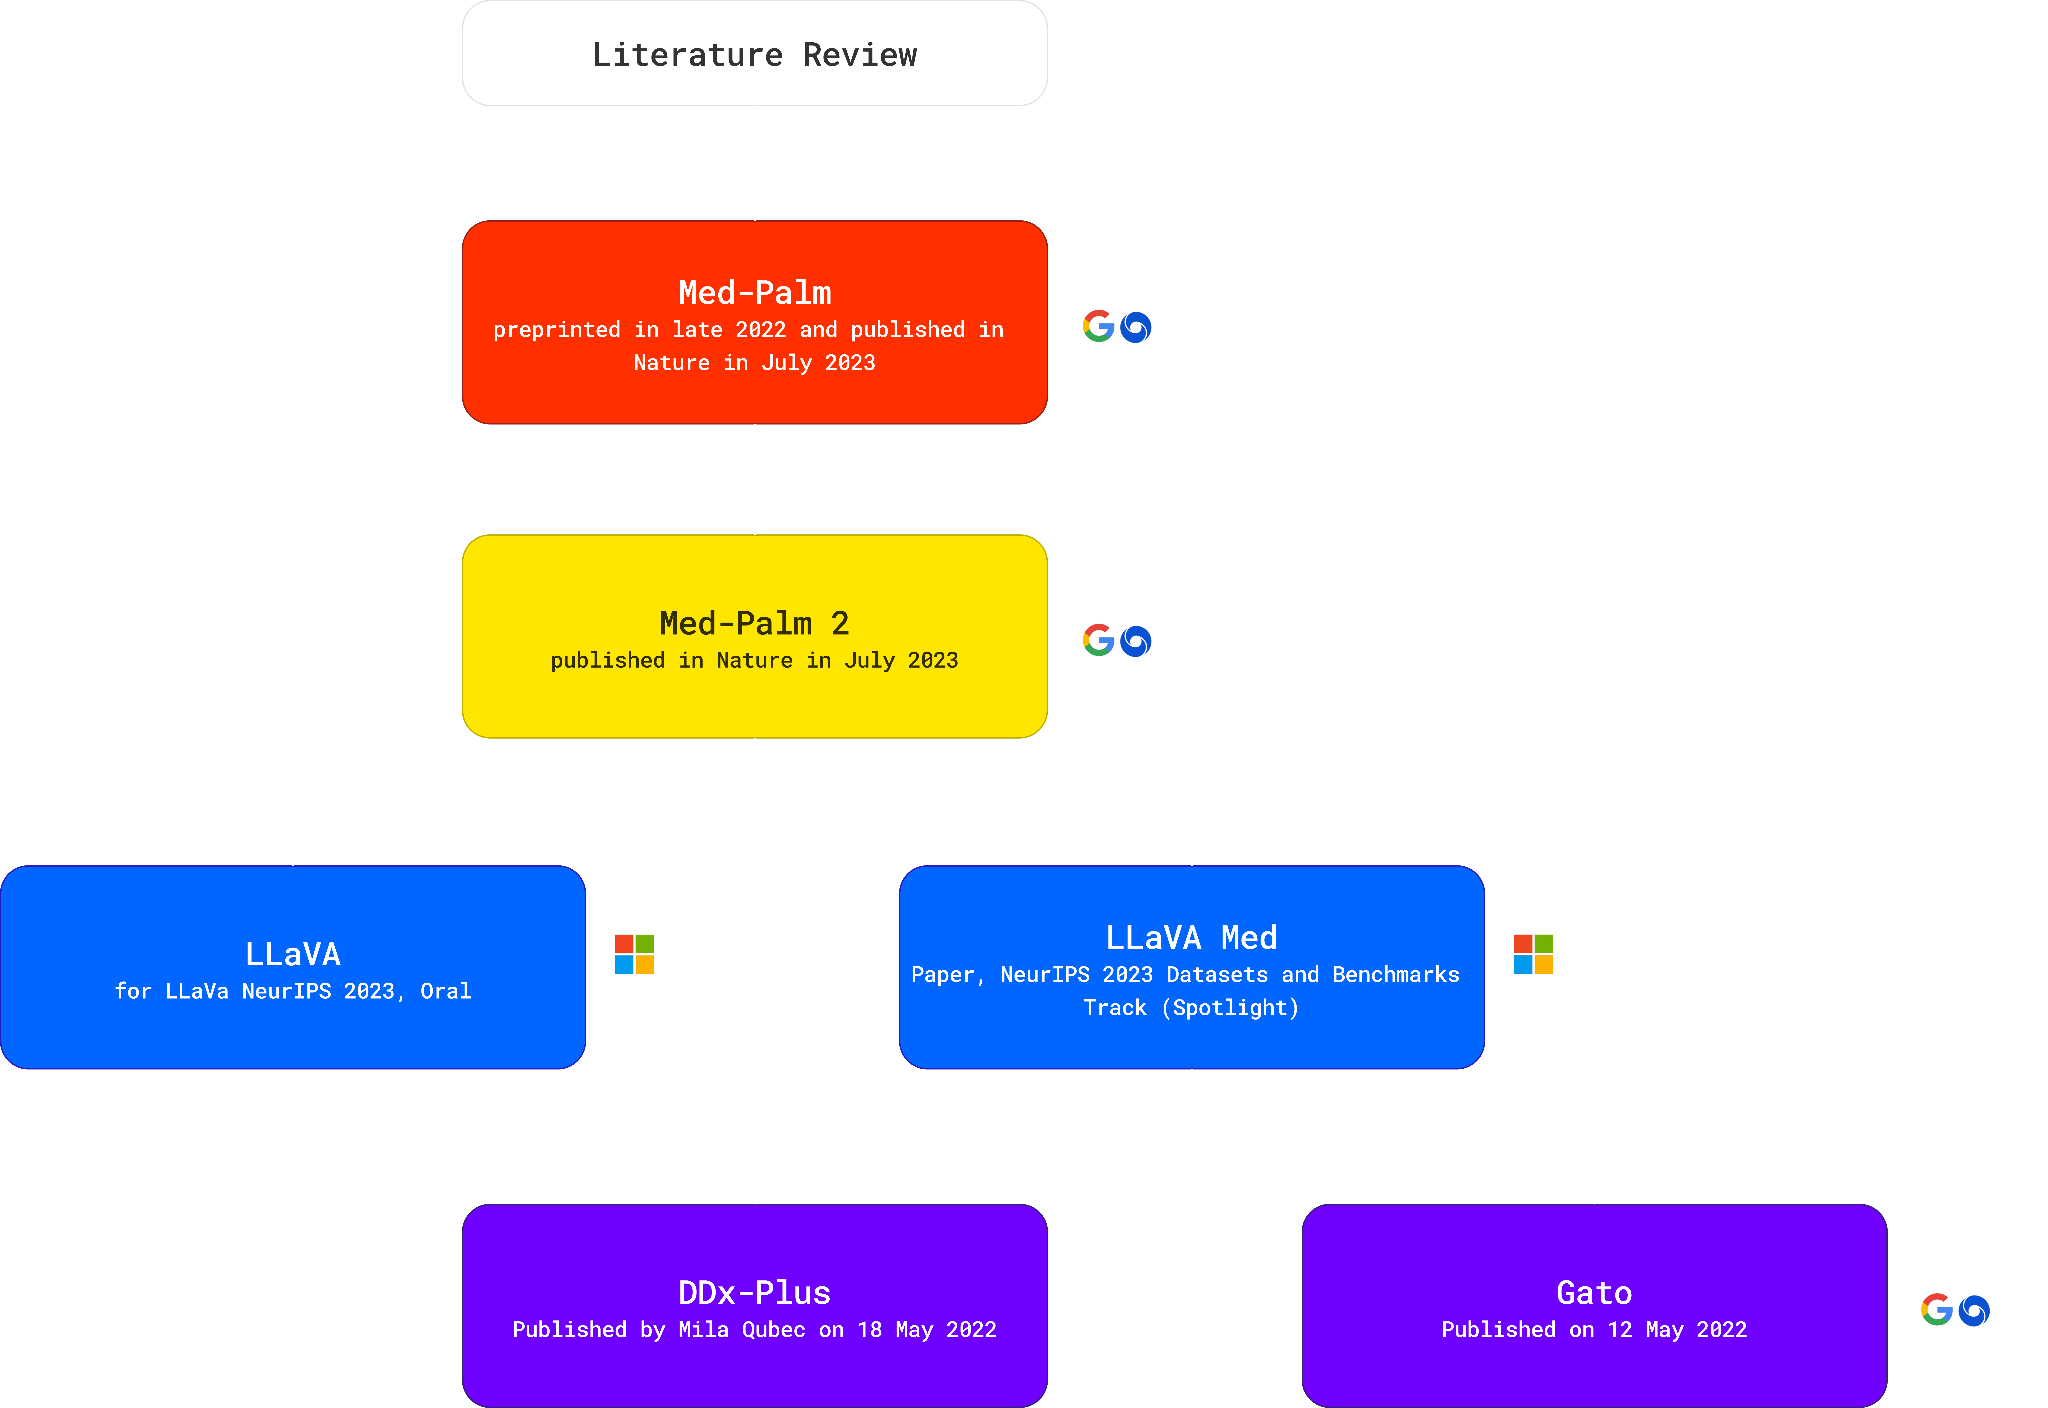 Literature Review
Med-Palm
preprinted in late 2022 and published in
Nature in July 2023
Med-Palm 2
published in Nature in July 2023
LLaVA
for LLaVa NeurIPS 2023, Oral
LLaVA Med
Paper, NeurIPS 2023 Datasets and Benchmarks
Track (Spotlight)
DDx-Plus
Published by Mila Qubec on 18 May 2022
Gato
Published on 12 May 2022